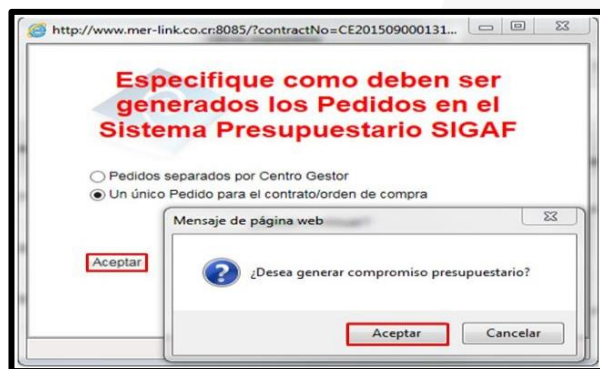 http://www.mer-link.co.cr:8085/?contractNo=CE201509000131...
Especifique como deben ser
generados los Pedidos en el
Sistema Presupuestario SIGAF
Pedidos separados por Centro Gestor
Un único Pedido para el contrato/orden de compra
Aceptar
Mensaje de página web
¿Desea generar compromiso presupuestario?
Aceptar
Cancelar